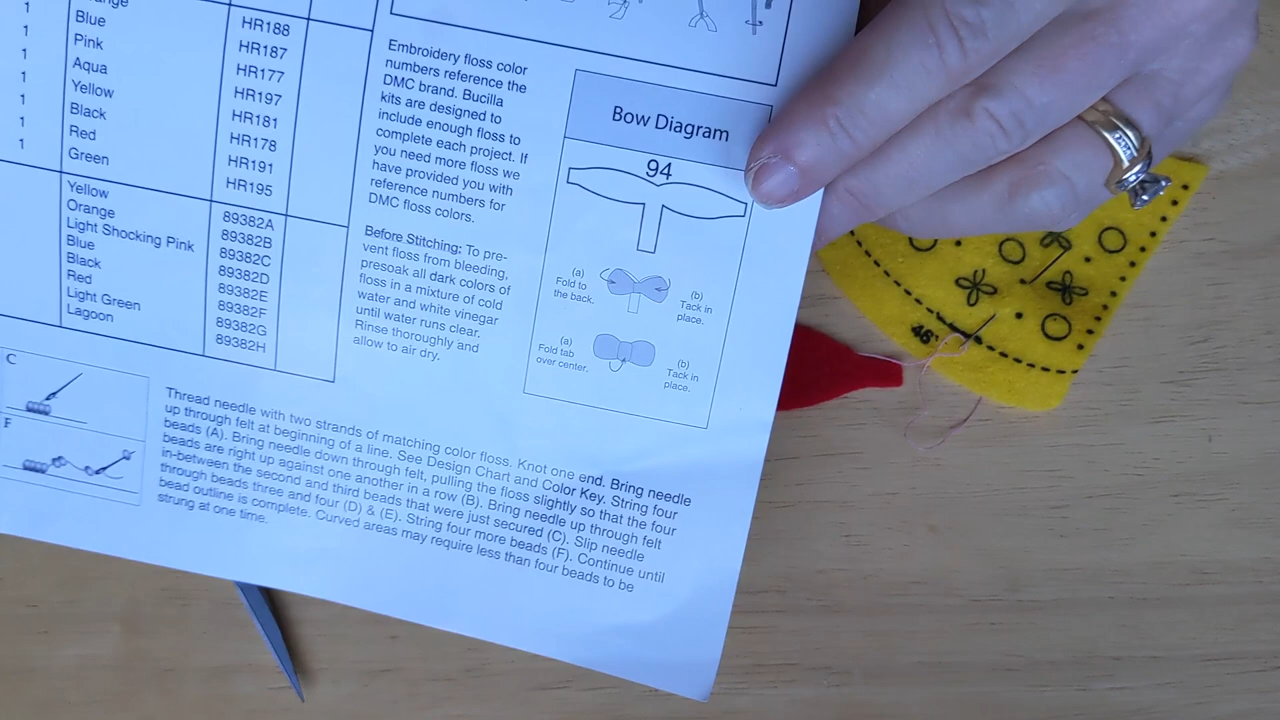 1 Blue HR188
1 Pink HR187
1 Aqua HR177
1 Yellow HR197
1 Black HR181
1 Red HR178
1 Green HR191
HR195
Yellow 89382A
Orange 89382B
Light Shocking Pink 89382C
Blue 89382D
Black 89382E
Red 89382F
Light Green 89382G
Lagoon 89382H
Embroidery floss color
numbers reference the
DMC brand. Bucilla
kits are designed to
include enough floss to
complete each project. If
you need more floss we
have provided you with
reference numbers for
DMC floss colors.
Before Stitching: To pre-
vent floss from bleeding,
presoak all dark colors of
floss in a mixture of cold
water and white vinegar
until water runs clear.
Rinse thoroughly and
allow to air dry.
Bow Diagram
94
(a)
Fold to
the back.
(b)
Tack in
place.
(a)
Fold tab
over center.
(b)
Tack in
place.
C
F
Thread needle with two strands of matching color floss. Knot one end. Bring needle
up through felt at beginning of a line. See Design Chart and Color Key. String four
beads (A). Bring needle down through felt, pulling the floss slightly so that the four
beads are right up against one another in a row (B). Bring needle up through felt
in-between the second and third beads that were just secured (C). Slip needle
through beads three and four (D) & (E). String four more beads (F). Continue until
bead outline is complete. Curved areas may require less than four beads to be
strung at one time.
46